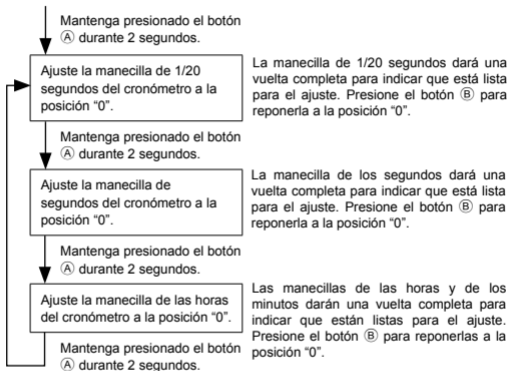 Mantenga presionado el botón
Ⓐ durante 2 segundos.
Ajuste la manecilla de 1/20
segundos del cronómetro a la
posición “0”.
La manecilla de 1/20 segundos dará una
vuelta completa para indicar que está lista
para el ajuste. Presione el botón Ⓑ para
reponerla a la posición “0”.
Mantenga presionado el botón
Ⓐ durante 2 segundos.
Ajuste la manecilla de
segundos del cronómetro a la
posición “0”.
La manecilla de los segundos dará una
vuelta completa para indicar que está lista
para el ajuste. Presione el botón Ⓑ para
reponerla a la posición “0”.
Mantenga presionado el botón
Ⓐ durante 2 segundos.
Ajuste la manecilla de las horas
del cronómetro a la posición “0”.
Las manecillas de las horas y de los
minutos darán una vuelta completa para
indicar que están listas para el ajuste.
Presione el botón Ⓑ para reponerlas a la
posición “0”.
Mantenga presionado el botón
Ⓐ durante 2 segundos.